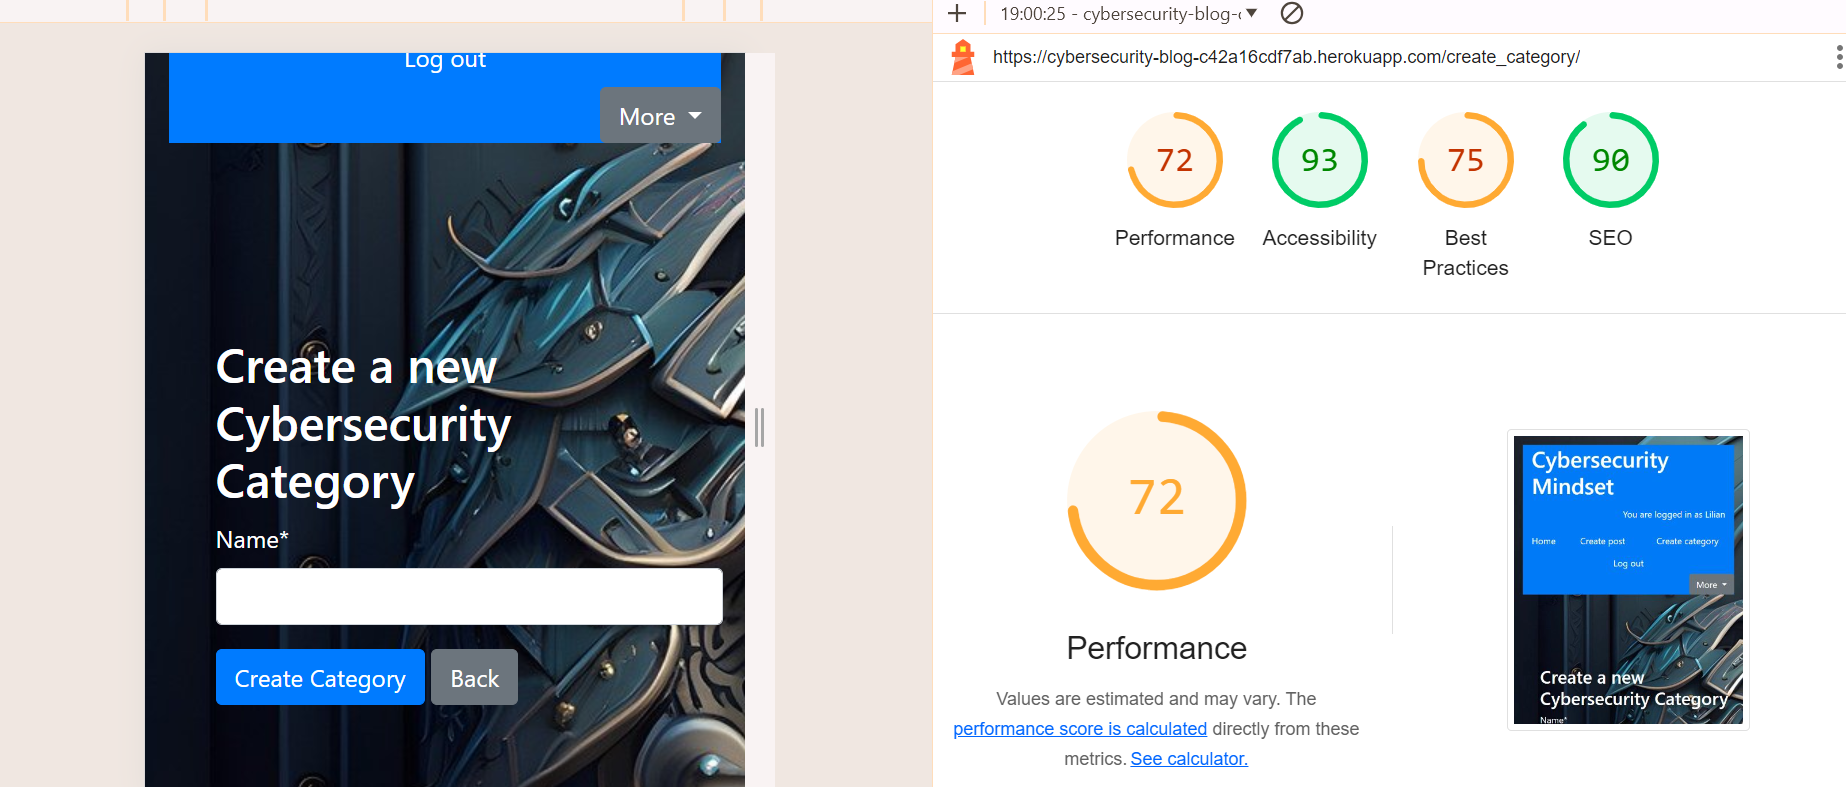 Log out
More
Create a new
Cybersecurity
Category
Name*
Create Category
Back
19:00:25 - cybersecurity-blog-
https://cybersecurity-blog-c42a16cdf7ab.herokuapp.com/create_category/
72
93
75
90
Performance
Accessibility
Best
Practices
SEO
72
Performance
Values are estimated and may vary. The
performance score is calculated directly from these
metrics. See calculator.
Cybersecurity
Mindset
You are logged in as Lilian
Home
Create post
Create category
Log out
More
Create a new
Cybersecurity Category
Name*